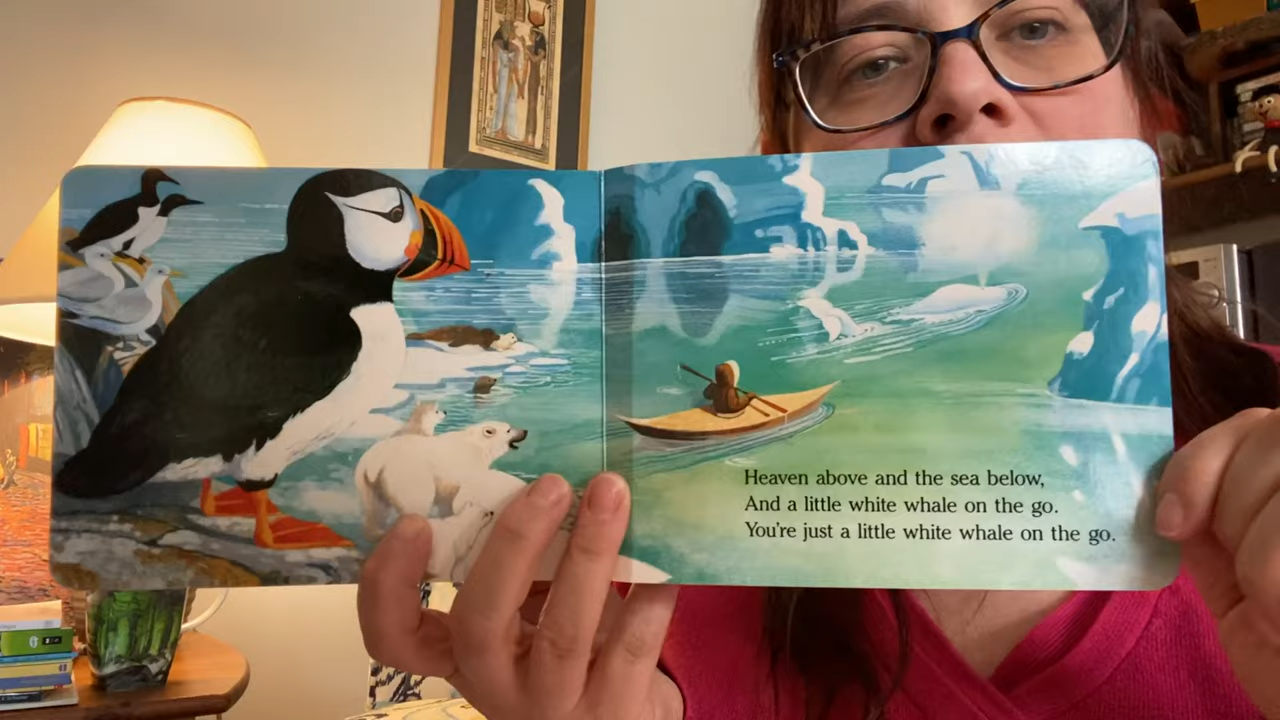 Heaven above and the sea below,
And a little white whale on the go.
You're just a little white whale on the go.